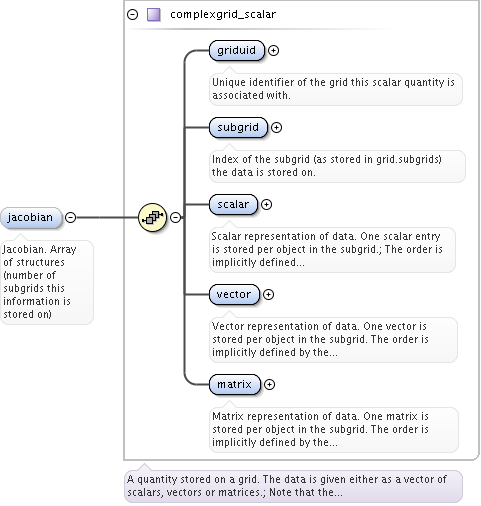 complexgrid_scalar
griduid
Unique identifier of the grid this scalar quantity is
associated with.
subgrid
Index of the subgrid (as stored in grid.subgrids)
the data is stored on.
jacobian
Jacobian. Array
of structures
(number of
subgrids this
information is
stored on)
scalar
Scalar representation of data. One scalar entry
is stored per object in the subgrid.; The order is
implicitly defined...
vector
Vector representation of data. One vector is
stored per object in the subgrid. The order is
implicitly defined by the...
matrix
Matrix representation of data. One matrix is
stored per object in the subgrid. The order is
implicitly defined by the...
A quantity stored on a grid. The data is given either as a vector of
scalars, vectors or matrices.; Note that the...